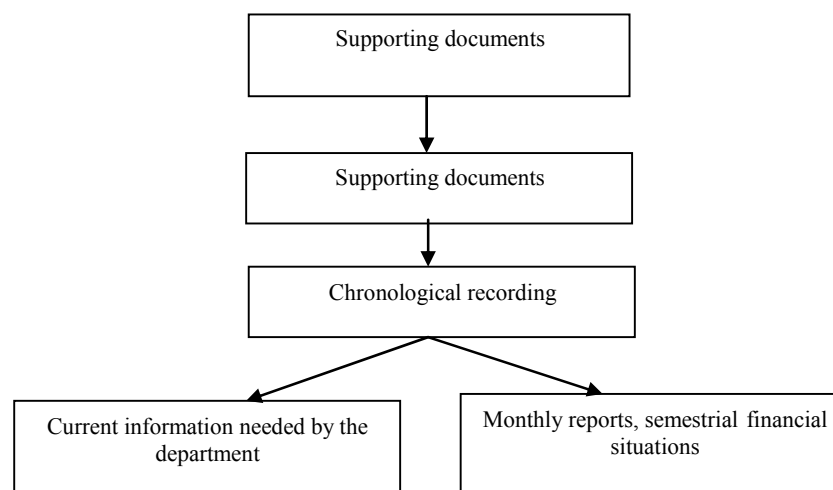 Supporting documents
Supporting documents
Chronological recording
Current information needed by the
department
Monthly reports, semestrial financial
situations